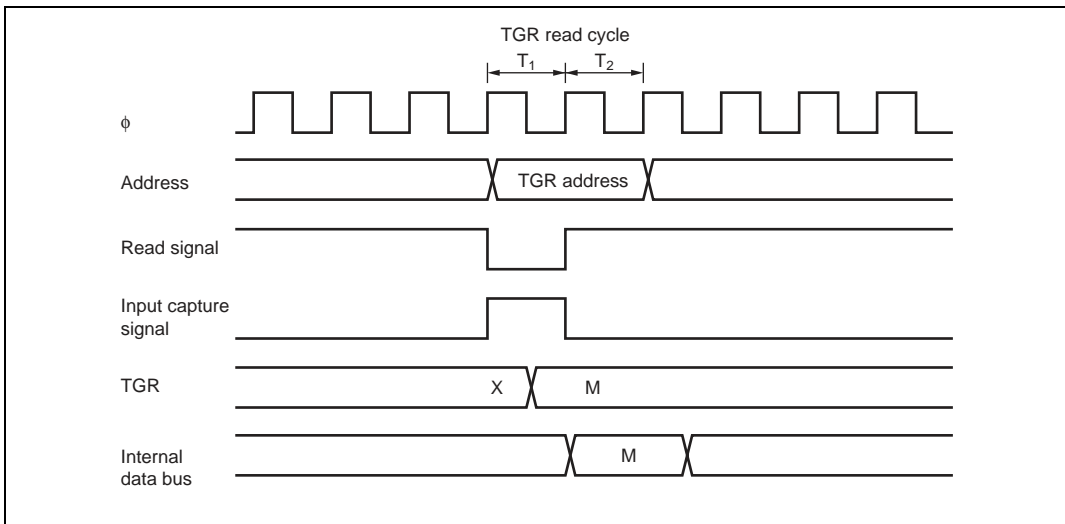 TGR read cycle
T1 T2
ϕ
Address
TGR address
Read signal
Input capture
signal
TGR
X
M
Internal
data bus
M